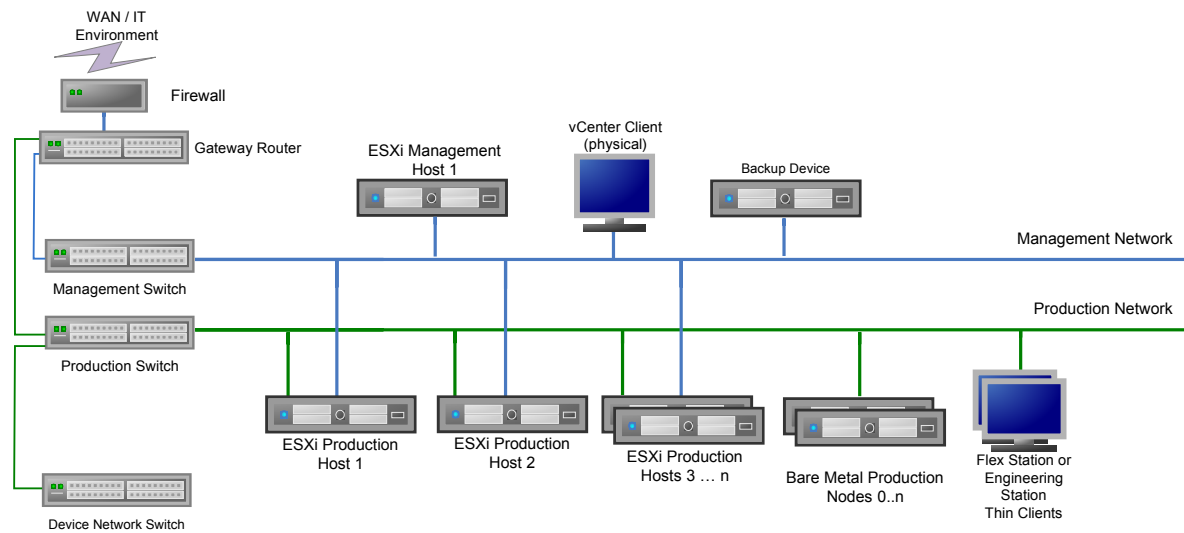 WAN / IT
Environment
Firewall
Gateway Router
ESXi Management
Host 1
vCenter Client
(physical)
Backup Device
Management Network
Management Switch
Production Network
Production Switch
ESXi Production
Host 1
ESXi Production
Host 2
ESXi Production
Hosts 3 … n
Bare Metal Production
Nodes 0..n
Flex Station or
Engineering
Station
Thin Clients
Device Network Switch